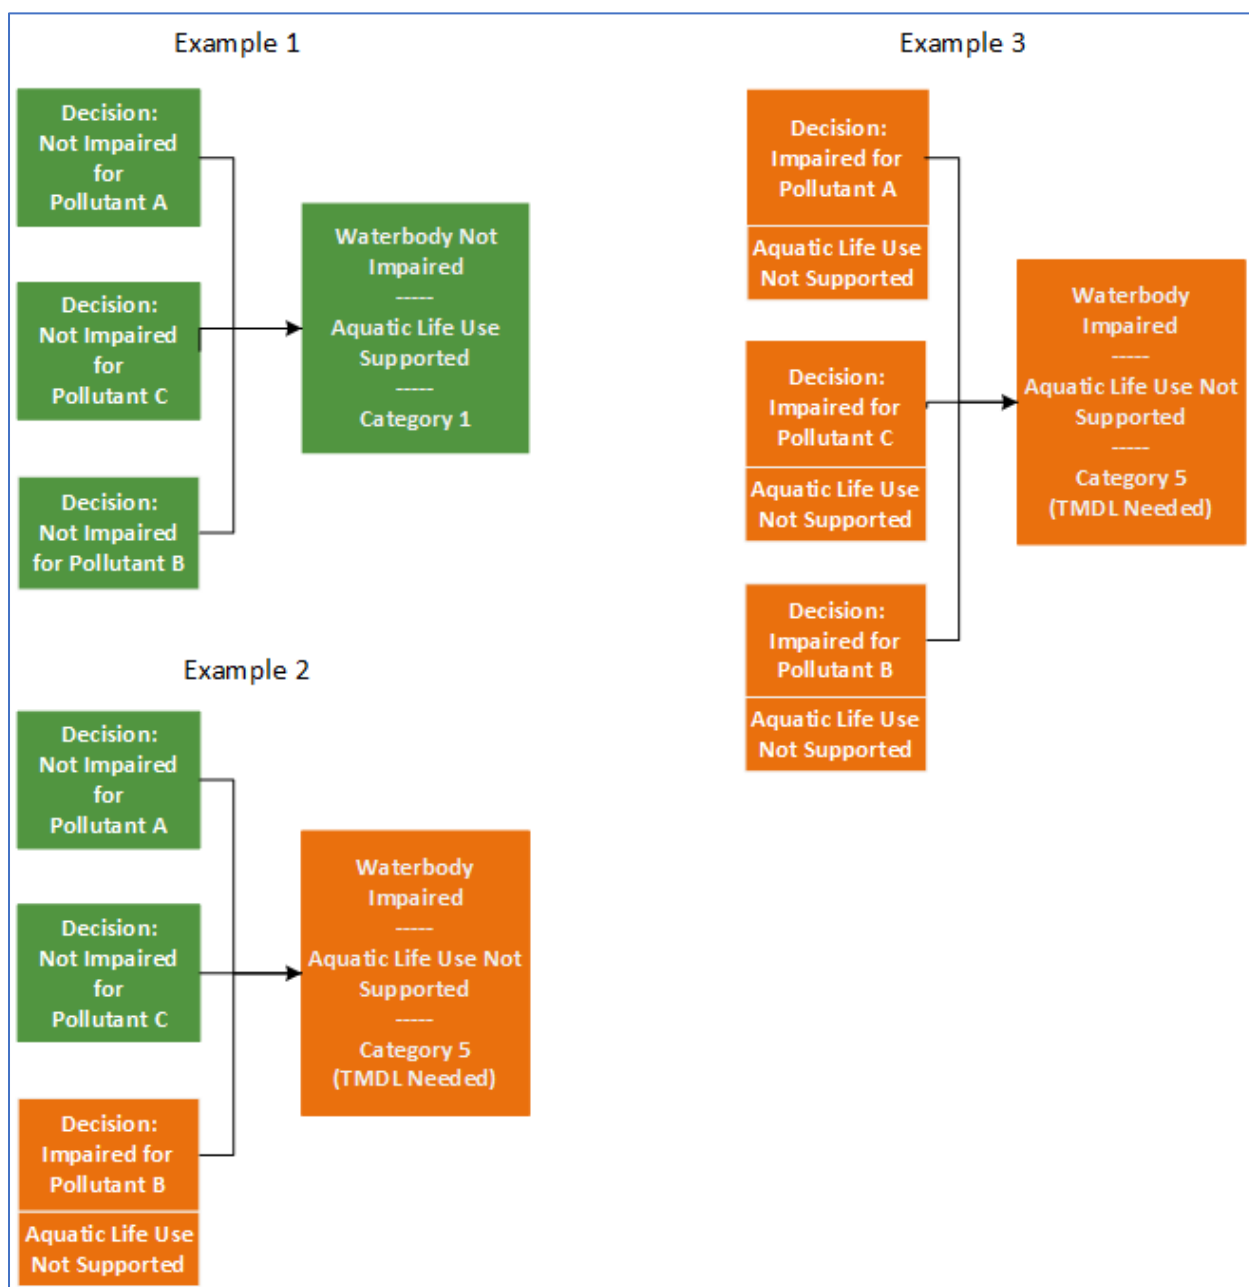 Example 1
Decision:
Not Impaired
for
Pollutant A
Decision:
Not Impaired
for
Pollutant C
Decision:
Not Impaired
for Pollutant B
Waterbody Not
Impaired
-----
Aquatic Life Use
Supported
-----
Category 1
Example 2
Decision:
Not Impaired
for
Pollutant A
Decision:
Not Impaired
for
Pollutant C
Decision:
Impaired for
Pollutant B
Aquatic Life Use
Not Supported
Waterbody
Impaired
-----
Aquatic Life Use Not
Supported
-----
Category 5
(TMDL Needed)
Example 3
Decision:
Impaired for
Pollutant A
Aquatic Life Use
Not Supported
Decision:
Impaired for
Pollutant C
Aquatic Life Use
Not Supported
Decision:
Impaired for
Pollutant B
Aquatic Life Use
Not Supported
Waterbody
Impaired
-----
Aquatic Life Use Not
Supported
-----
Category 5
(TMDL Needed)